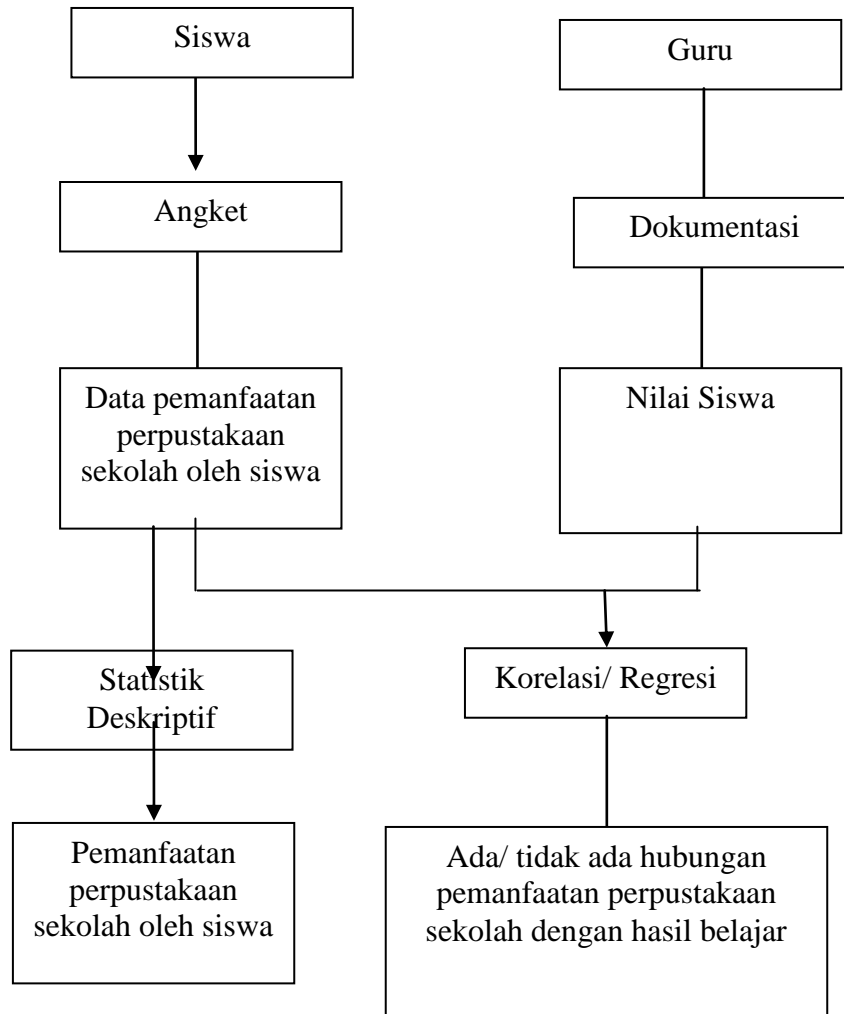 Siswa
Guru
Angket
Dokumentasi
Data pemanfaatan
perpustakaan
sekolah oleh siswa
Nilai Siswa
Statistik
Deskriptif
Korelasi/ Regresi
Pemanfaatan
perpustakaan
sekolah oleh siswa
Ada/ tidak ada hubungan
pemanfaatan perpustakaan
sekolah dengan hasil belajar